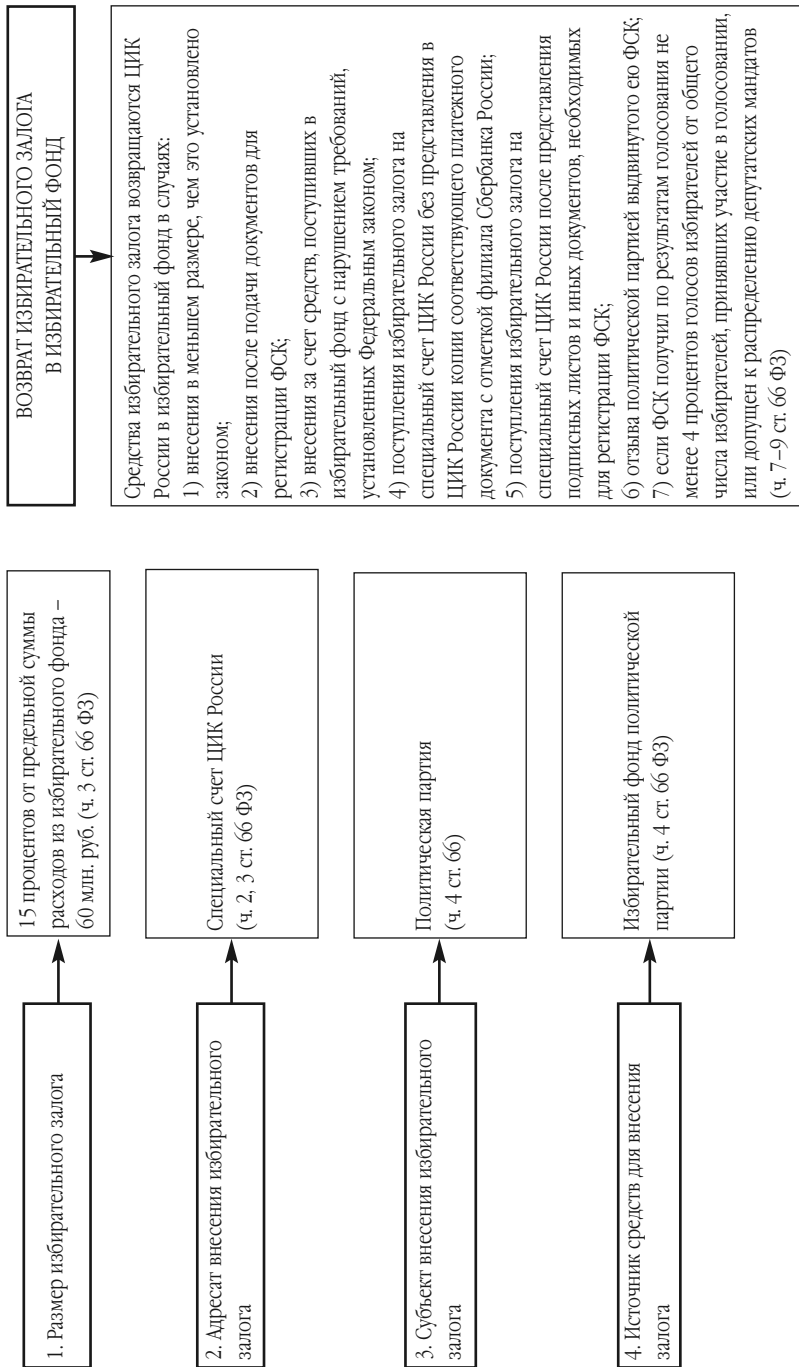 1. Размер избирательного залога
15 процентов от предельной суммы
расходов из избирательного фонда –
60 млн. руб. (ч. 3 ст. 66 ФЗ)
2. Адресат внесения избирательного
залога
Специальный счет ЦИК России
(ч. 2, 3 ст. 66 ФЗ)
3. Субъект внесения избирательного
залога
Политическая партия
(ч. 4 ст. 66)
4. Источник средств для внесения
залога
Избирательный фонд политической
партии (ч. 4 ст. 66 ФЗ)
ВОЗВРАТ ИЗБИРАТЕЛЬНОГО ЗАЛОГА
В ИЗБИРАТЕЛЬНЫЙ ФОНД
Средства избирательного залога возвращаются ЦИК
России в избирательный фонд в случаях:
1) внесения в меньшем размере, чем это установлено
законом;
2) внесения после подачи документов для
регистрации ФСК;
3) внесения за счет средств, поступивших в
избирательный фонд с нарушением требований,
установленных Федеральным законом;
4) поступления избирательного залога на
специальный счет ЦИК России без представления в
ЦИК России копии соответствующего платежного
документа с отметкой филиала Сбербанка России;
5) поступления избирательного залога на
специальный счет ЦИК России после представления
подписных листов и иных документов, необходимых
для регистрации ФСК;
6) отзыва политической партией выдвинутого ею ФСК;
7) если ФСК получил по результатам голосования не
менее 4 процентов голосов избирателей от общего
числа избирателей, принявших участие в голосовании,
или допущен к распределению депутатских мандатов
(ч. 7–9 ст. 66 ФЗ)